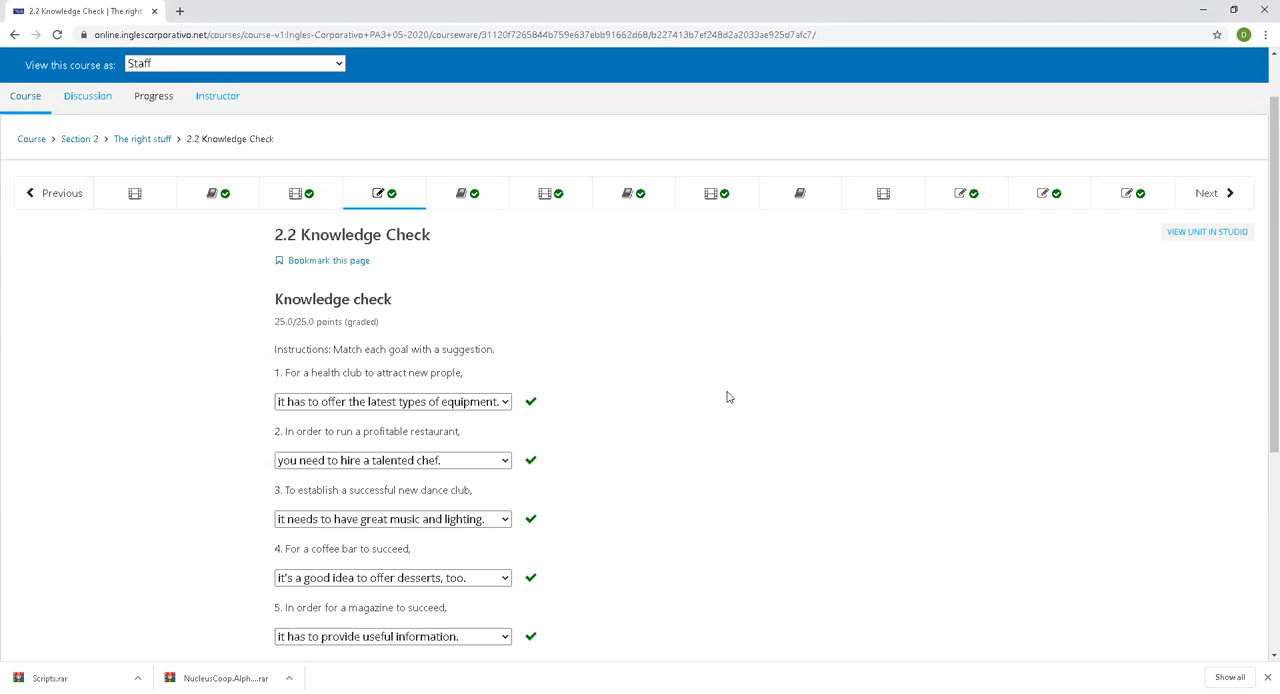 2.2 Knowledge Check | The right
online.inglescorporativo.net/courses/course-v1:Ingles-Corporativo+PA3+05-2020/courseware/31120f7265844b759e637ebb91662d68/b227413b7ef248d2a2033ae925d7afc7/
D
View this course as: Staff
Course Discussion Progress Instructor
Course > Section 2 > The right stuff > 2.2 Knowledge Check
Previous Next
2.2 Knowledge Check
VIEW UNIT IN STUDIO
Bookmark this page
Knowledge check
25.0/25.0 points (graded)
Instructions: Match each goal with a suggestion.
1. For a health club to attract new prople,
it has to offer the latest types of equipment.
2. In order to run a profitable restaurant,
you need to hire a talented chef.
3. To establish a successful new dance club,
it needs to have great music and lighting.
4. For a coffee bar to succeed,
it's a good idea to offer desserts, too.
5. In order for a magazine to succeed,
it has to provide useful information.
Scripts.rar NucleusCoop.Alph....rar Show all